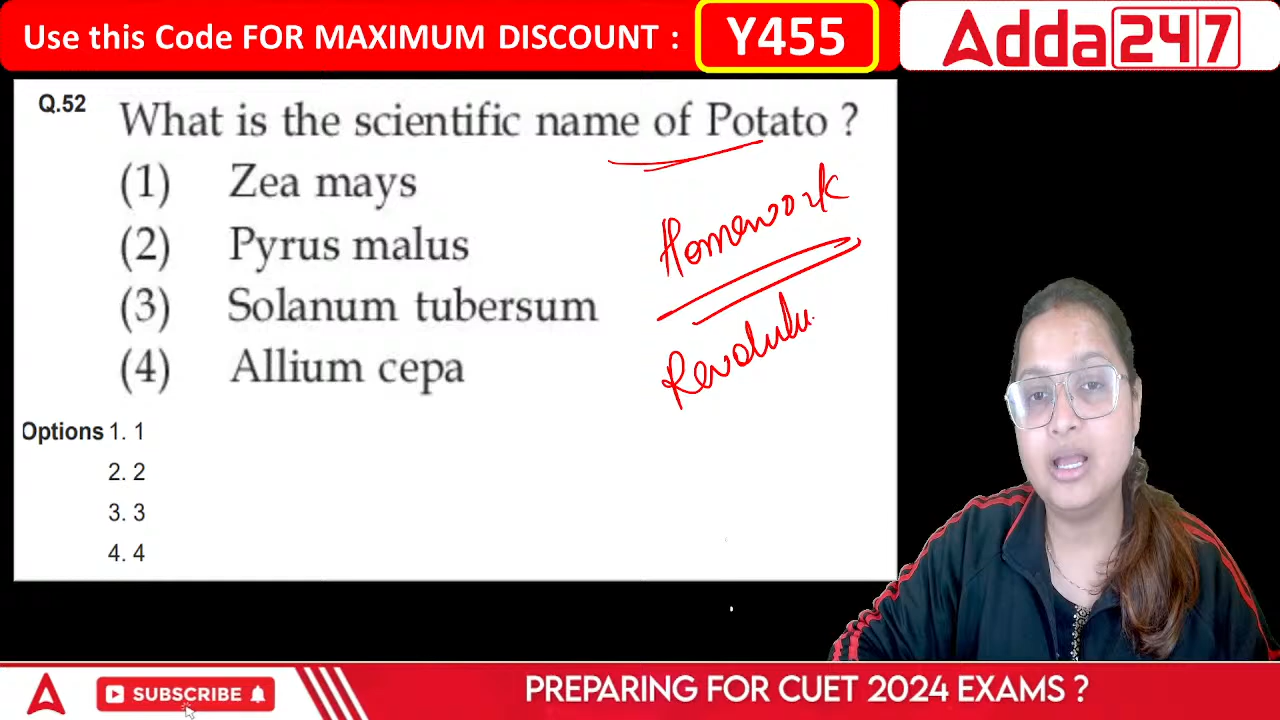 Use this Code FOR MAXIMUM DISCOUNT : Y455
Adda247
Q.52 What is the scientific name of Potato ?
(1) Zea mays
(2) Pyrus malus
(3) Solanum tubersum
(4) Allium cepa
Homework
Options 1. 1
2. 2
3. 3
4. 4
SUBSCRIBE
PREPARING FOR CUET 2024 EXAMS ?